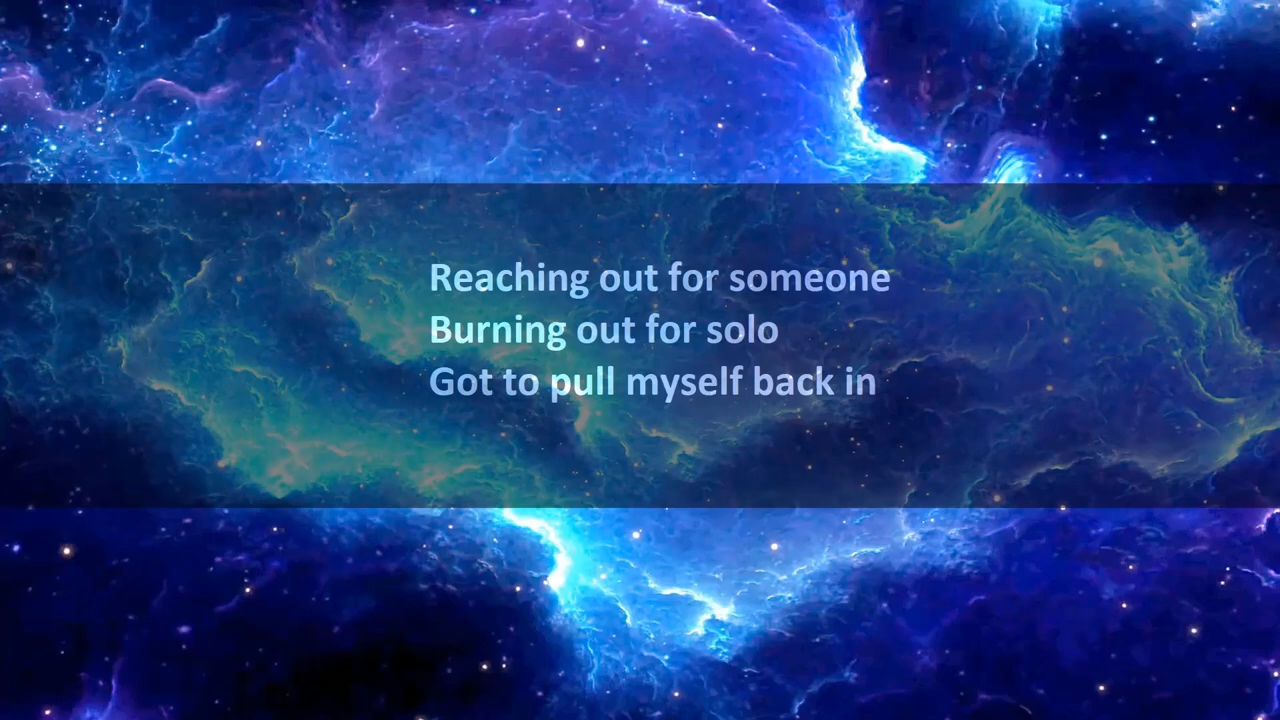 Reaching out for someone
Burning out for solo
Got to pull myself back in